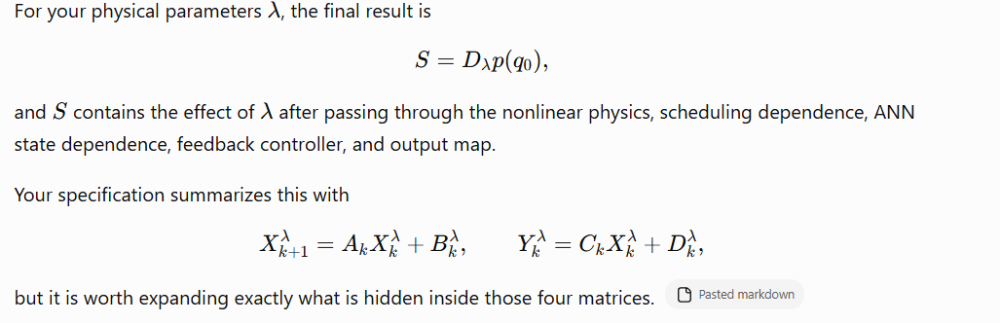 For your physical parameters λ, the final result is
S = D_λ p(q₀),
and S contains the effect of λ after passing through the nonlinear physics, scheduling dependence, ANN
state dependence, feedback controller, and output map.
Your specification summarizes this with
X^λ_{k+1} = A_k X^λ_k + B^λ_k, Y^λ_k = C_k X^λ_k + D^λ_k,
but it is worth expanding exactly what is hidden inside those four matrices. Pasted markdown